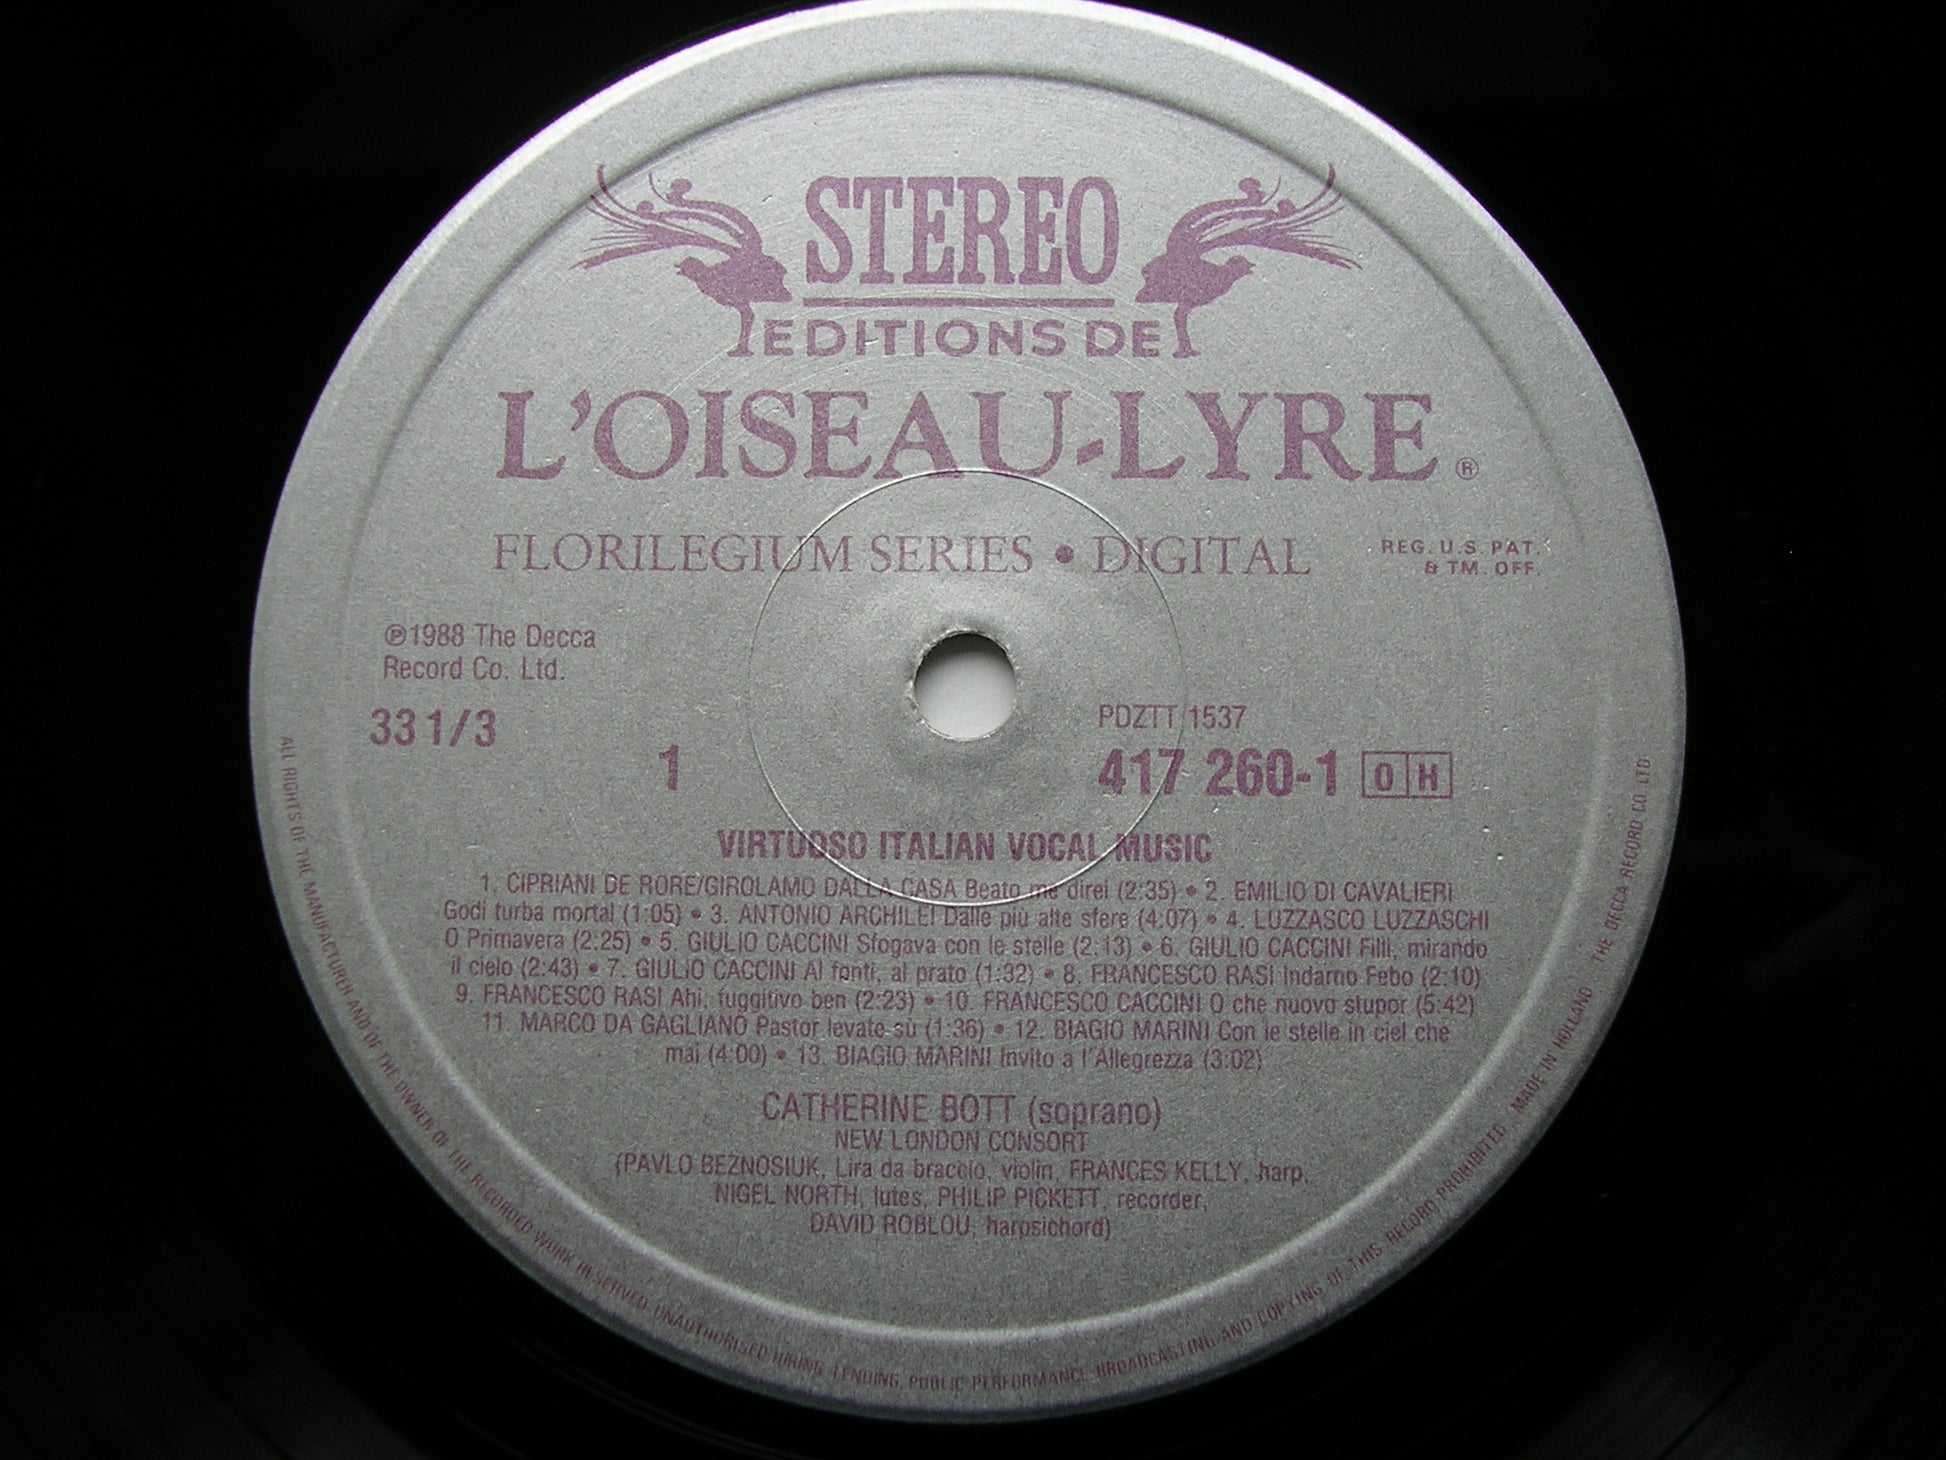 STEREO
EDITIONS DE
L'OISEAU-LYRE ®
FLORILEGIUM SERIES • DIGITAL
REG. U.S. PAT.
& TM. OFF.
℗1988 The Decca
Record Co. Ltd.
33 1/3
1
PDZTT 1537
417 260-1 O H
VIRTUOSO ITALIAN VOCAL MUSIC
1. CIPRIANI DE RORE/GIROLAMO DALLA CASA Beato me direi (2:35) • 2. EMILIO DI CAVALIERI
Godi turba mortal (1:05) • 3. ANTONIO ARCHILEI Dalle più alte sfere (4:07) • 4. LUZZASCO LUZZASCHI
O Primavera (2:25) • 5. GIULIO CACCINI Sfogava con le stelle (2:13) • 6. GIULIO CACCINI Filli, mirando
il cielo (2:43) • 7. GIULIO CACCINI Al fonti, al prato (1:32) • 8. FRANCESCO RASI Indarno Febo (2:10)
9. FRANCESCO RASI Ahi, fuggitivo ben (2:23) • 10. FRANCESCO CACCINI O che nuovo stupor (5:42)
11. MARCO DA GAGLIANO Pastor levate sù (1:36) • 12. BIAGIO MARINI Con le stelle in ciel che
mai (4:00) • 13. BIAGIO MARINI Invito a l'Allegrezza (3:02)
CATHERINE BOTT (soprano)
NEW LONDON CONSORT
(PAVLO BEZNOSIUK, Lira da braccio, violin, FRANCES KELLY, harp,
NIGEL NORTH, lutes, PHILIP PICKETT, recorder,
DAVID ROBLOU, harpsichord)
ALL RIGHTS OF THE MANUFACTURER AND OF THE OWNER OF THE RECORDED WORK RESERVED. UNAUTHORISED HIRING, LENDING, PUBLIC PERFORMANCE, BROADCASTING AND COPYING OF THIS RECORD PROHIBITED MADE IN HOLLAND THE DECCA RECORD CO LTD.